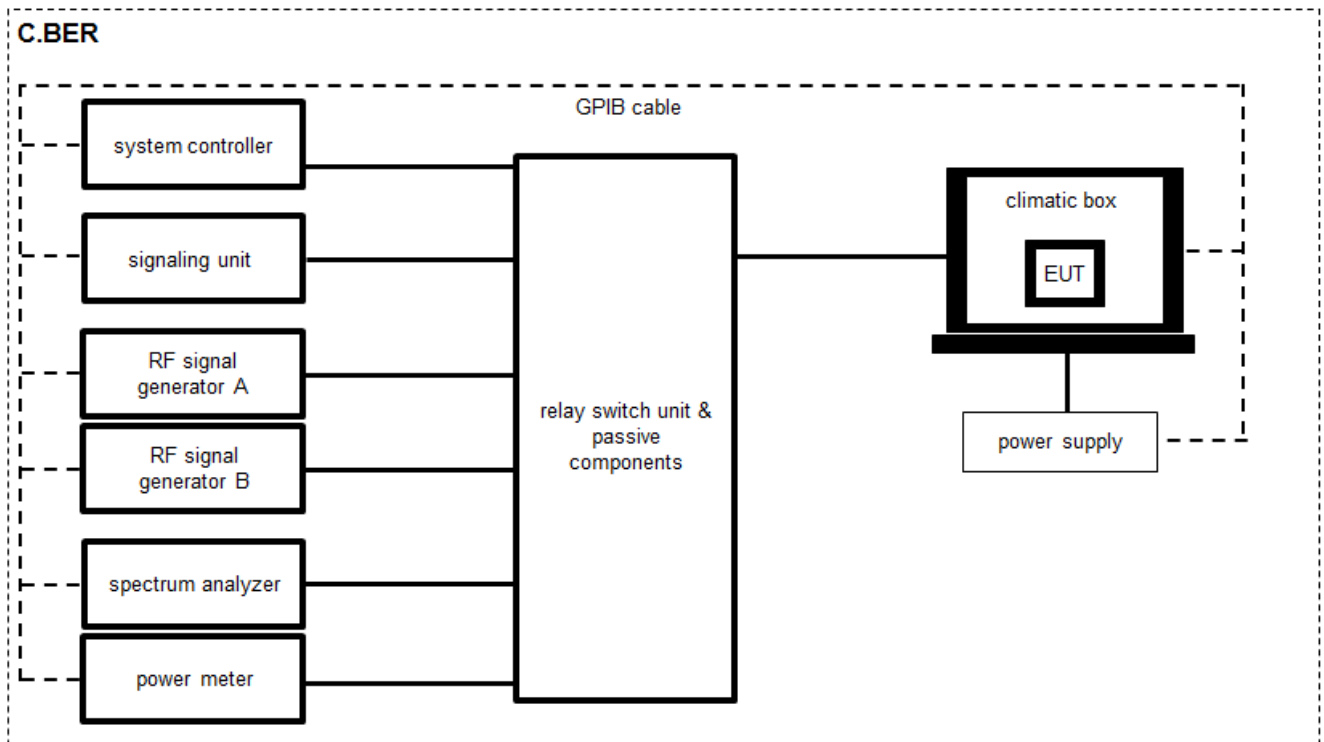 C.BER
GPIB cable
system controller
signaling unit
RF signal
generator A
RF signal
generator B
spectrum analyzer
power meter
relay switch unit &
passive
components
climatic box
EUT
power supply